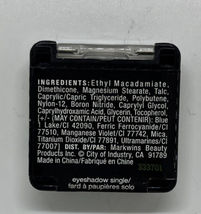 INGREDIENTS: Ethyl Macadamiate,
Dimethicone, Magnesium Stearate, Talc,
Caprylic/Capric Triglyceride, Polybutene,
Nylon-12, Boron Nitride, Caprylyl Glycol,
Caprylhydroxamic Acid, Glycerin, Tocopherol,
[+/- (MAY CONTAIN/PEUT CONTENIR): Blue
1 Lake/CI 42090, Ferric Ferrocyanide/CI
77510, Manganese Violet/CI 77742, Mica,
Titanium Dioxide/CI 77891, Ultramarines/CI
77007] DIST. BY/PAR: Markwins Beauty
Products Inc. © City of Industry, CA 91789
Made in China/Fabriqué en Chine
eyeshadow single/
fard à paupières solo